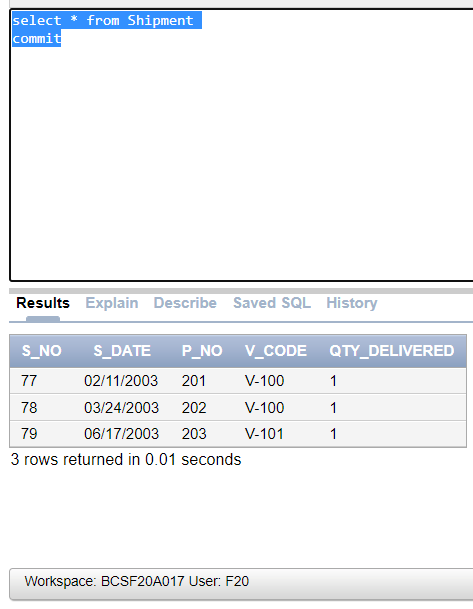 select * from Shipment
commit
Results Explain Describe Saved SQL History
S_NO S_DATE P_NO V_CODE QTY_DELIVERED
77 02/11/2003 201 V-100 1
78 03/24/2003 202 V-100 1
79 06/17/2003 203 V-101 1
3 rows returned in 0.01 seconds
Workspace: BCSF20A017 User: F20